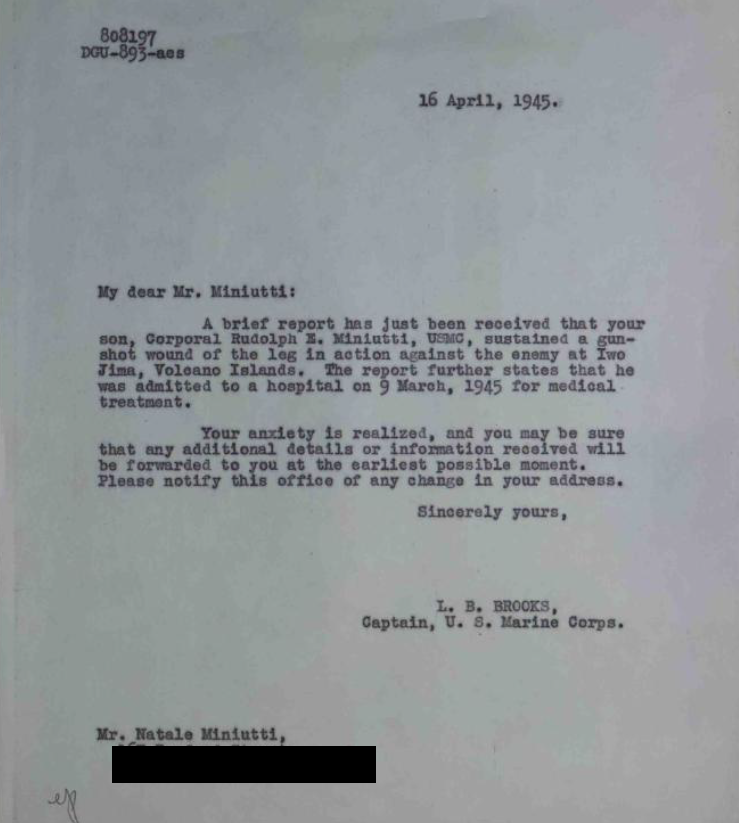 808197
DGU-893-aes
16 April, 1945.
My dear Mr. Miniutti:
A brief report has just been received that your
son, Corporal Rudolph E. Miniutti, USMC, sustained a gun-
shot wound of the leg in action against the enemy at Iwo
Jima, Volcano Islands. The report further states that he
was admitted to a hospital on 9 March, 1945 for medical
treatment.
Your anxiety is realized, and you may be sure
that any additional details or information received will
be forwarded to you at the earliest possible moment.
Please notify this office of any change in your address.
Sincerely yours,
L. B. BROOKS,
Captain, U. S. Marine Corps.
Mr. Natale Miniutti,